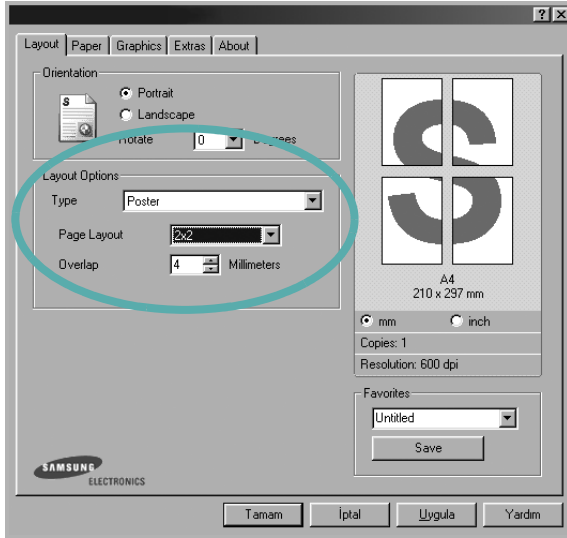 ? X
Layout Paper Graphics Extras About
Orientation
S
Portrait
Landscape
Rotate 0 Degrees
Layout Options
Type Poster
Page Layout 2x2
Overlap 4 Millimeters
S
A4
210 x 297 mm
mm inch
Copies: 1
Resolution: 600 dpi
Favorites
Untitled
Save
SAMSUNG
ELECTRONICS
Tamam İptal Uygula Yardım